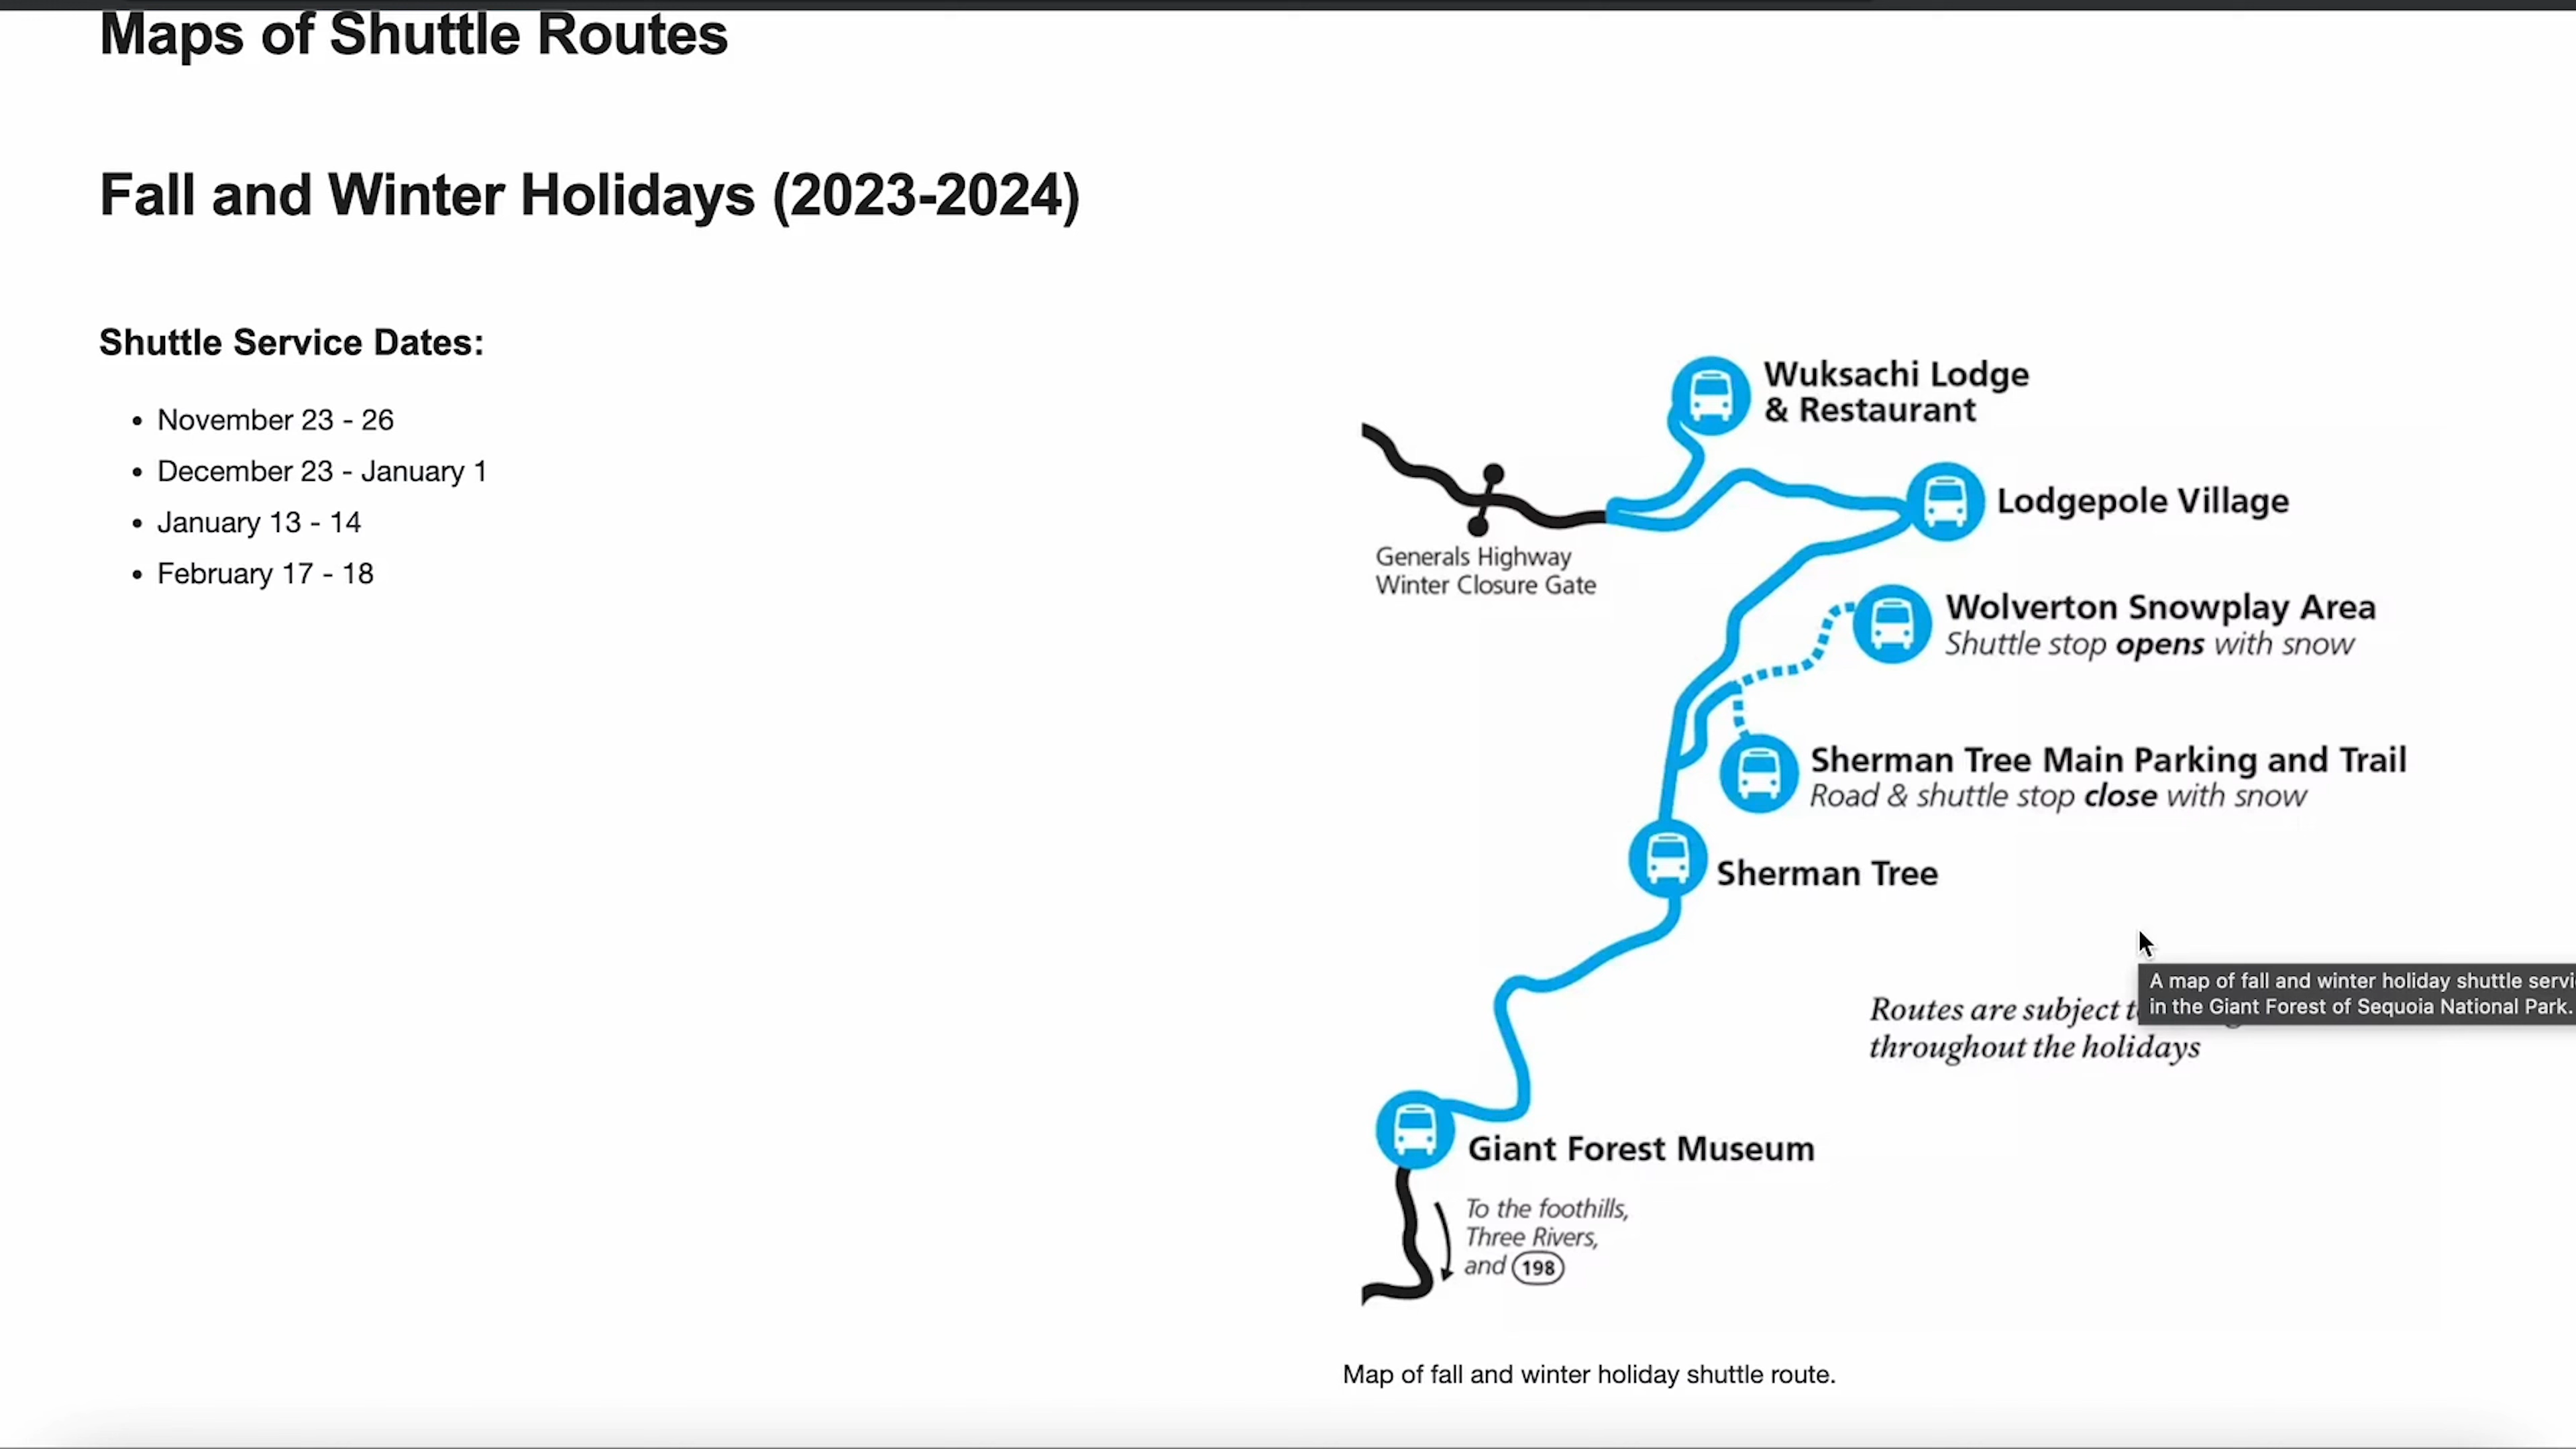 Maps of Shuttle Routes
Fall and Winter Holidays (2023-2024)
Shuttle Service Dates:
• November 23 - 26
• December 23 - January 1
• January 13 - 14
• February 17 - 18
Wuksachi Lodge
& Restaurant
Lodgepole Village
Generals Highway
Winter Closure Gate
Wolverton Snowplay Area
Shuttle stop opens with snow
Sherman Tree Main Parking and Trail
Road & shuttle stop close with snow
Sherman Tree
A map of fall and winter holiday shuttle servi
in the Giant Forest of Sequoia National Park.
Routes are subject
throughout the holidays
Giant Forest Museum
To the foothills,
Three Rivers,
and 198
Map of fall and winter holiday shuttle route.